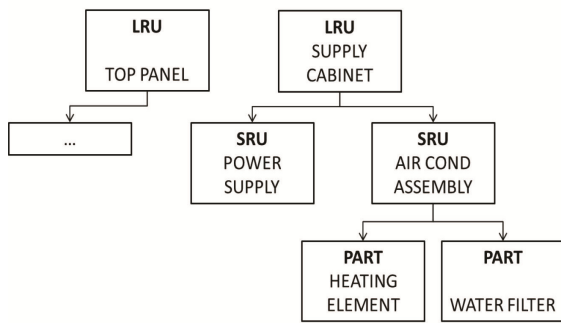 LRU
TOP PANEL
LRU
SUPPLY
CABINET
...
SRU
POWER
SUPPLY
SRU
AIR COND
ASSEMBLY
PART
HEATING
ELEMENT
PART
WATER FILTER